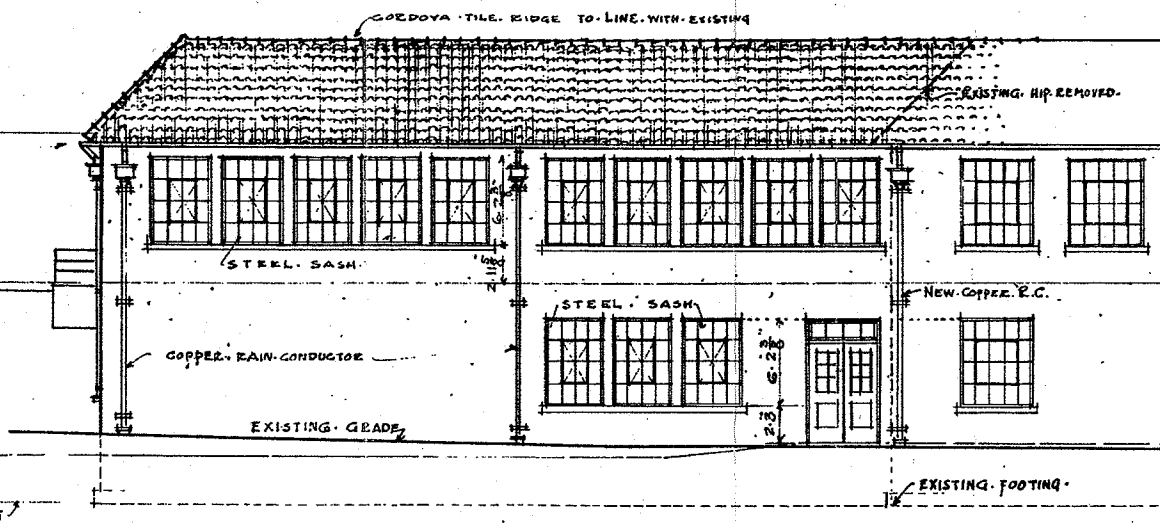 CORDOVA · TILE · RIDGE TO · LINE · WITH · EXISTING
EXISTING · HIP · REMOVED ·
STEEL · SASH ·
NEW · COPPER · R.C.
STEEL · SASH
COPPER · RAIN · CONDUCTOR
EXISTING · GRADE
EXISTING · FOOTING ·